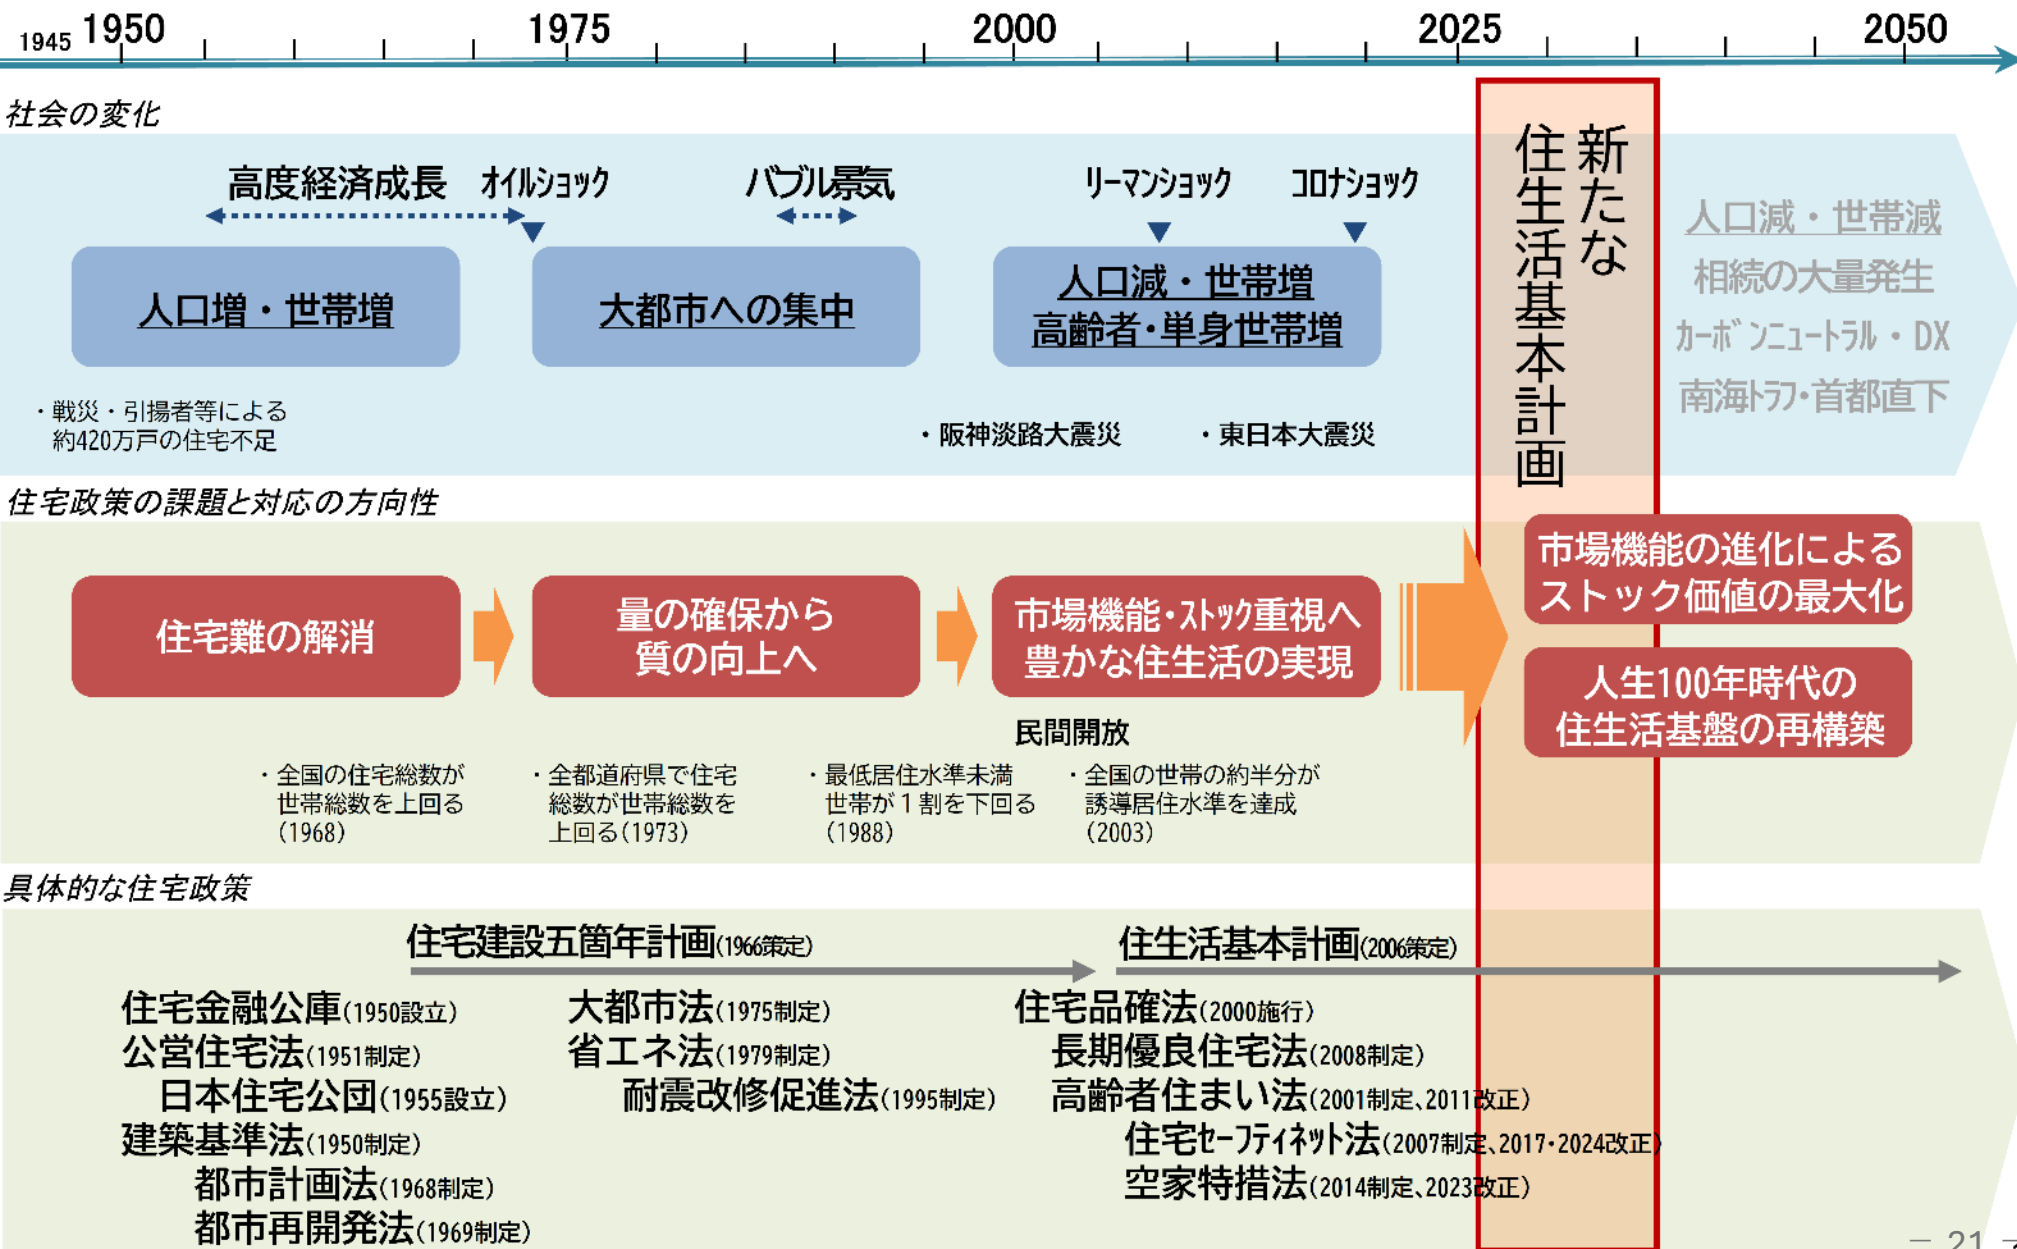 1945 1950 1975 2000 2025 2050
社会の変化
高度経済成長 オイルショック バブル景気 リーマンショック コロナショック
人口増・世帯増
大都市への集中
人口減・世帯増
高齢者・単身世帯増
・戦災・引揚者等による
約420万戸の住宅不足
・阪神淡路大震災 ・東日本大震災
新たな
住生活基本計画
人口減・世帯減
相続の大量発生
カーボンニュートラル・DX
南海トラフ・首都直下
住宅政策の課題と対応の方向性
住宅難の解消
量の確保から
質の向上へ
市場機能・ストック重視へ
豊かな住生活の実現
市場機能の進化による
ストック価値の最大化
人生100年時代の
住生活基盤の再構築
民間開放
・全国の住宅総数が
世帯総数を上回る
(1968)
・全都道府県で住宅
総数が世帯総数を
上回る(1973)
・最低居住水準未満
世帯が1割を下回る
(1988)
・全国の世帯の約半分が
誘導居住水準を達成
(2003)
具体的な住宅政策
住宅建設五箇年計画(1966策定)
住生活基本計画(2006策定)
住宅金融公庫(1950設立)
公営住宅法(1951制定)
日本住宅公団(1955設立)
建築基準法(1950制定)
都市計画法(1968制定)
都市再開発法(1969制定)
大都市法(1975制定)
省エネ法(1979制定)
耐震改修促進法(1995制定)
住宅品確法(2000施行)
長期優良住宅法(2008制定)
高齢者住まい法(2001制定、2011改正)
住宅セーフティネット法(2007制定、2017・2024改正)
空家特措法(2014制定、2023改正)
— 21 —